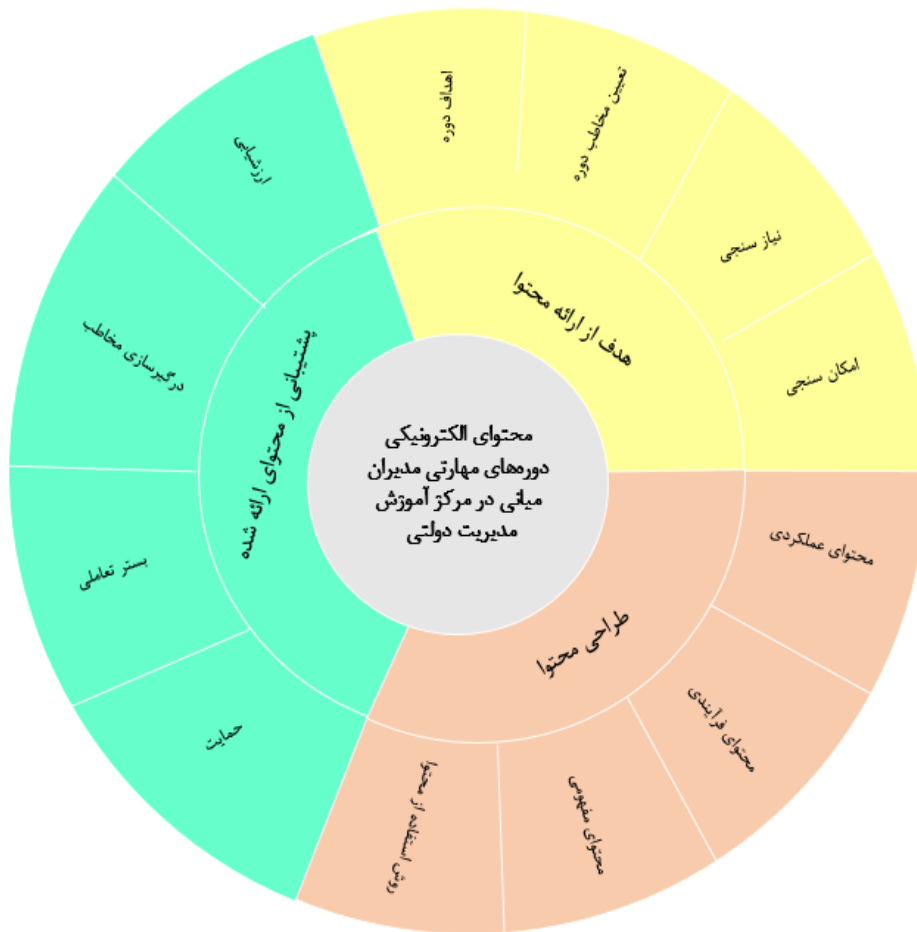 محتوای الکترونیکی
دوره‌های مهارتی مدیران
میانی در مرکز آموزش
مدیریت دولتی
هدف از ارائه محتوا
اهداف دوره
تعیین مخاطب دوره
نیاز سنجی
امکان سنجی
طراحی محتوا
محتوای عملکردی
محتوای فرآیندی
محتوای مفهومی
روش استفاده از محتوا
پشتیبانی از محتوای ارائه شده
حمایت
بستر تعاملی
درگیرسازی مخاطب
ارزشیابی